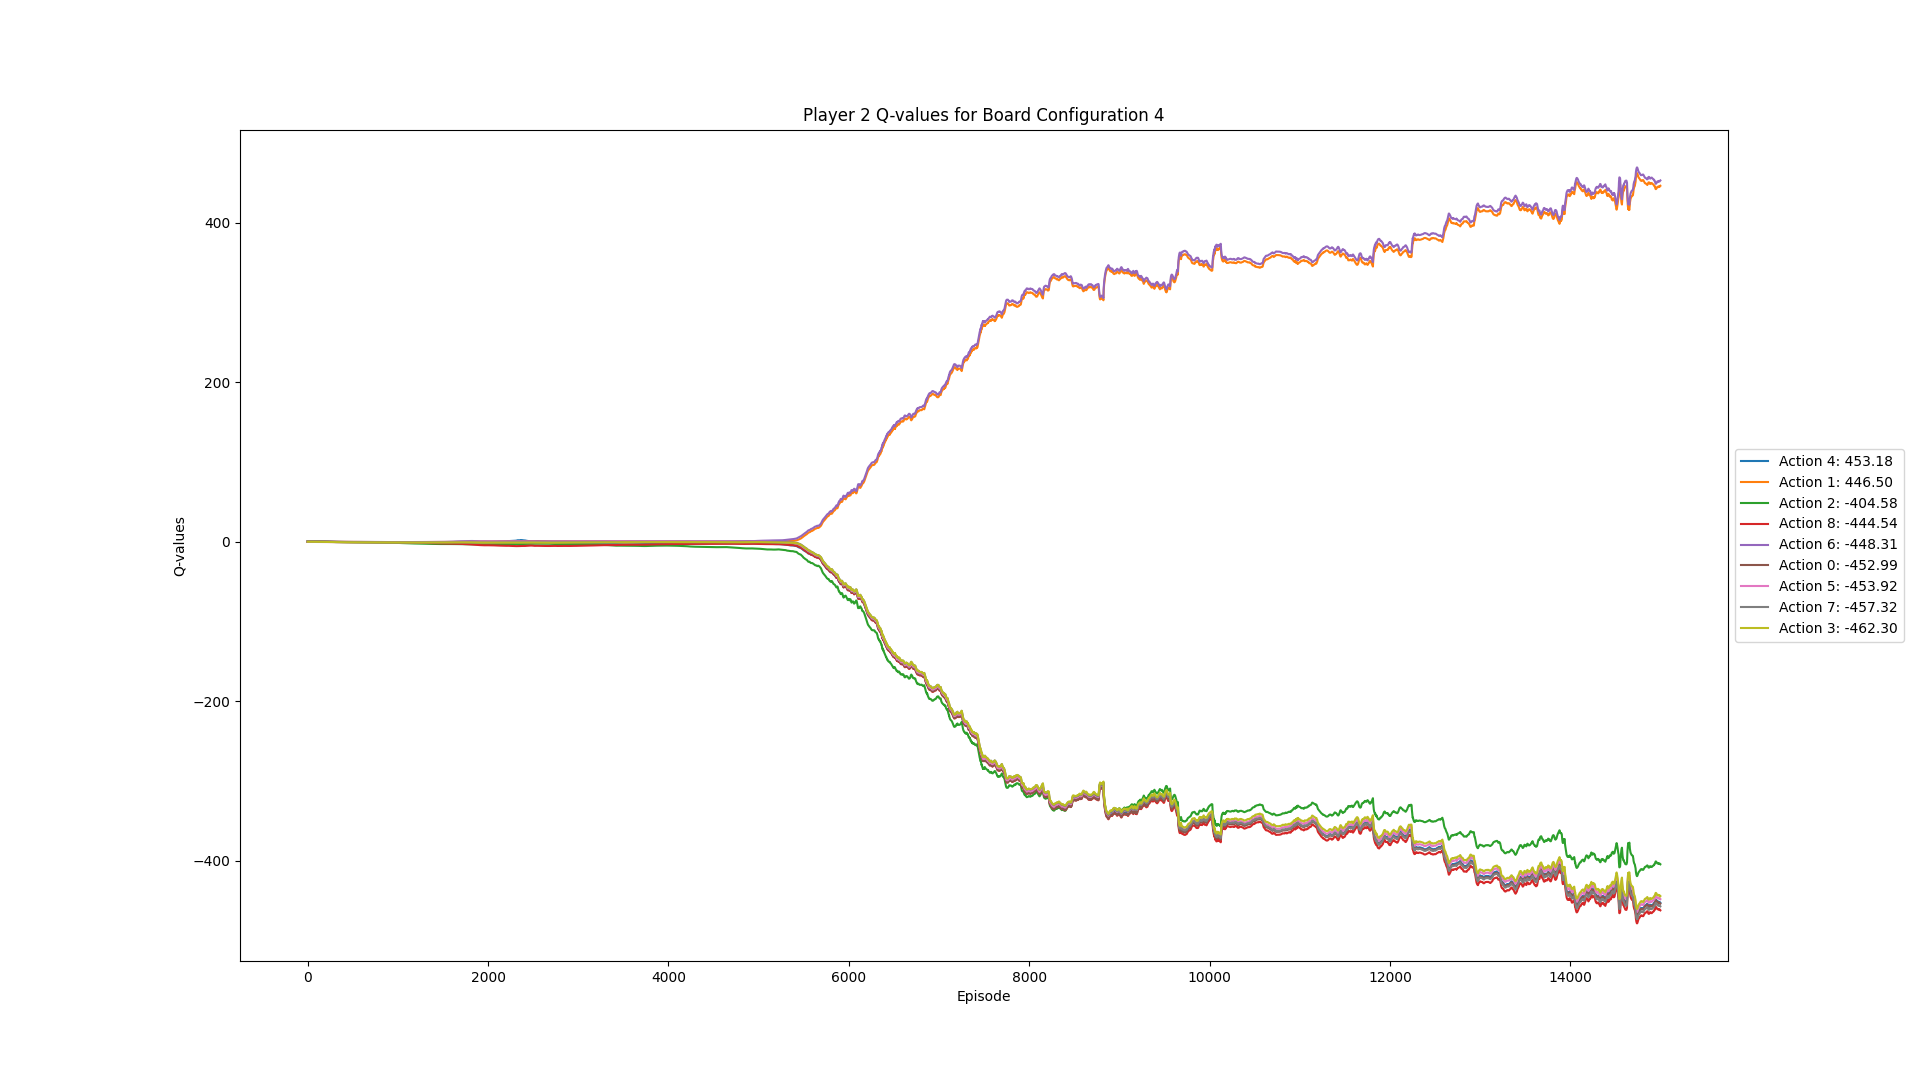 Player 2 Q-values for Board Configuration 4
400
200
0
−200
−400
Q-values
0 2000 4000 6000 8000 10000 12000 14000
Episode
Action 4: 453.18
Action 1: 446.50
Action 2: -404.58
Action 8: -444.54
Action 6: -448.31
Action 0: -452.99
Action 5: -453.92
Action 7: -457.32
Action 3: -462.30